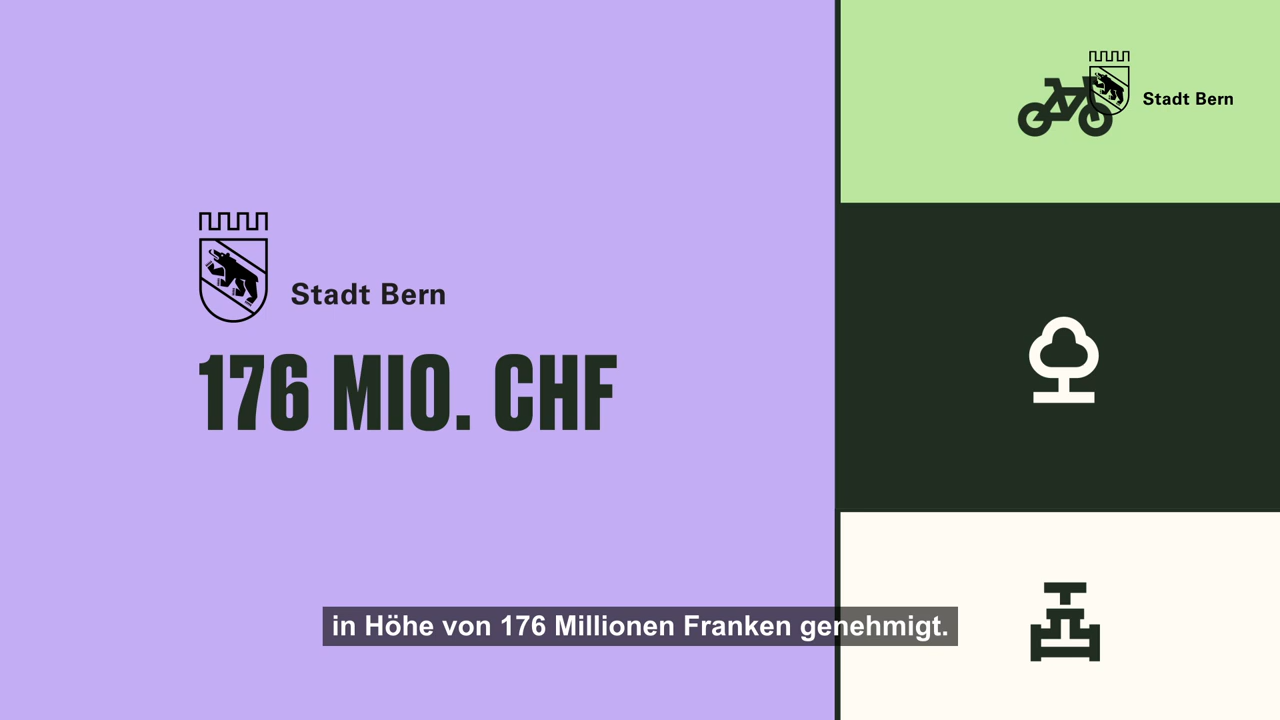 Stadt Bern
Stadt Bern
176 MIO. CHF
in Höhe von 176 Millionen Franken genehmigt.